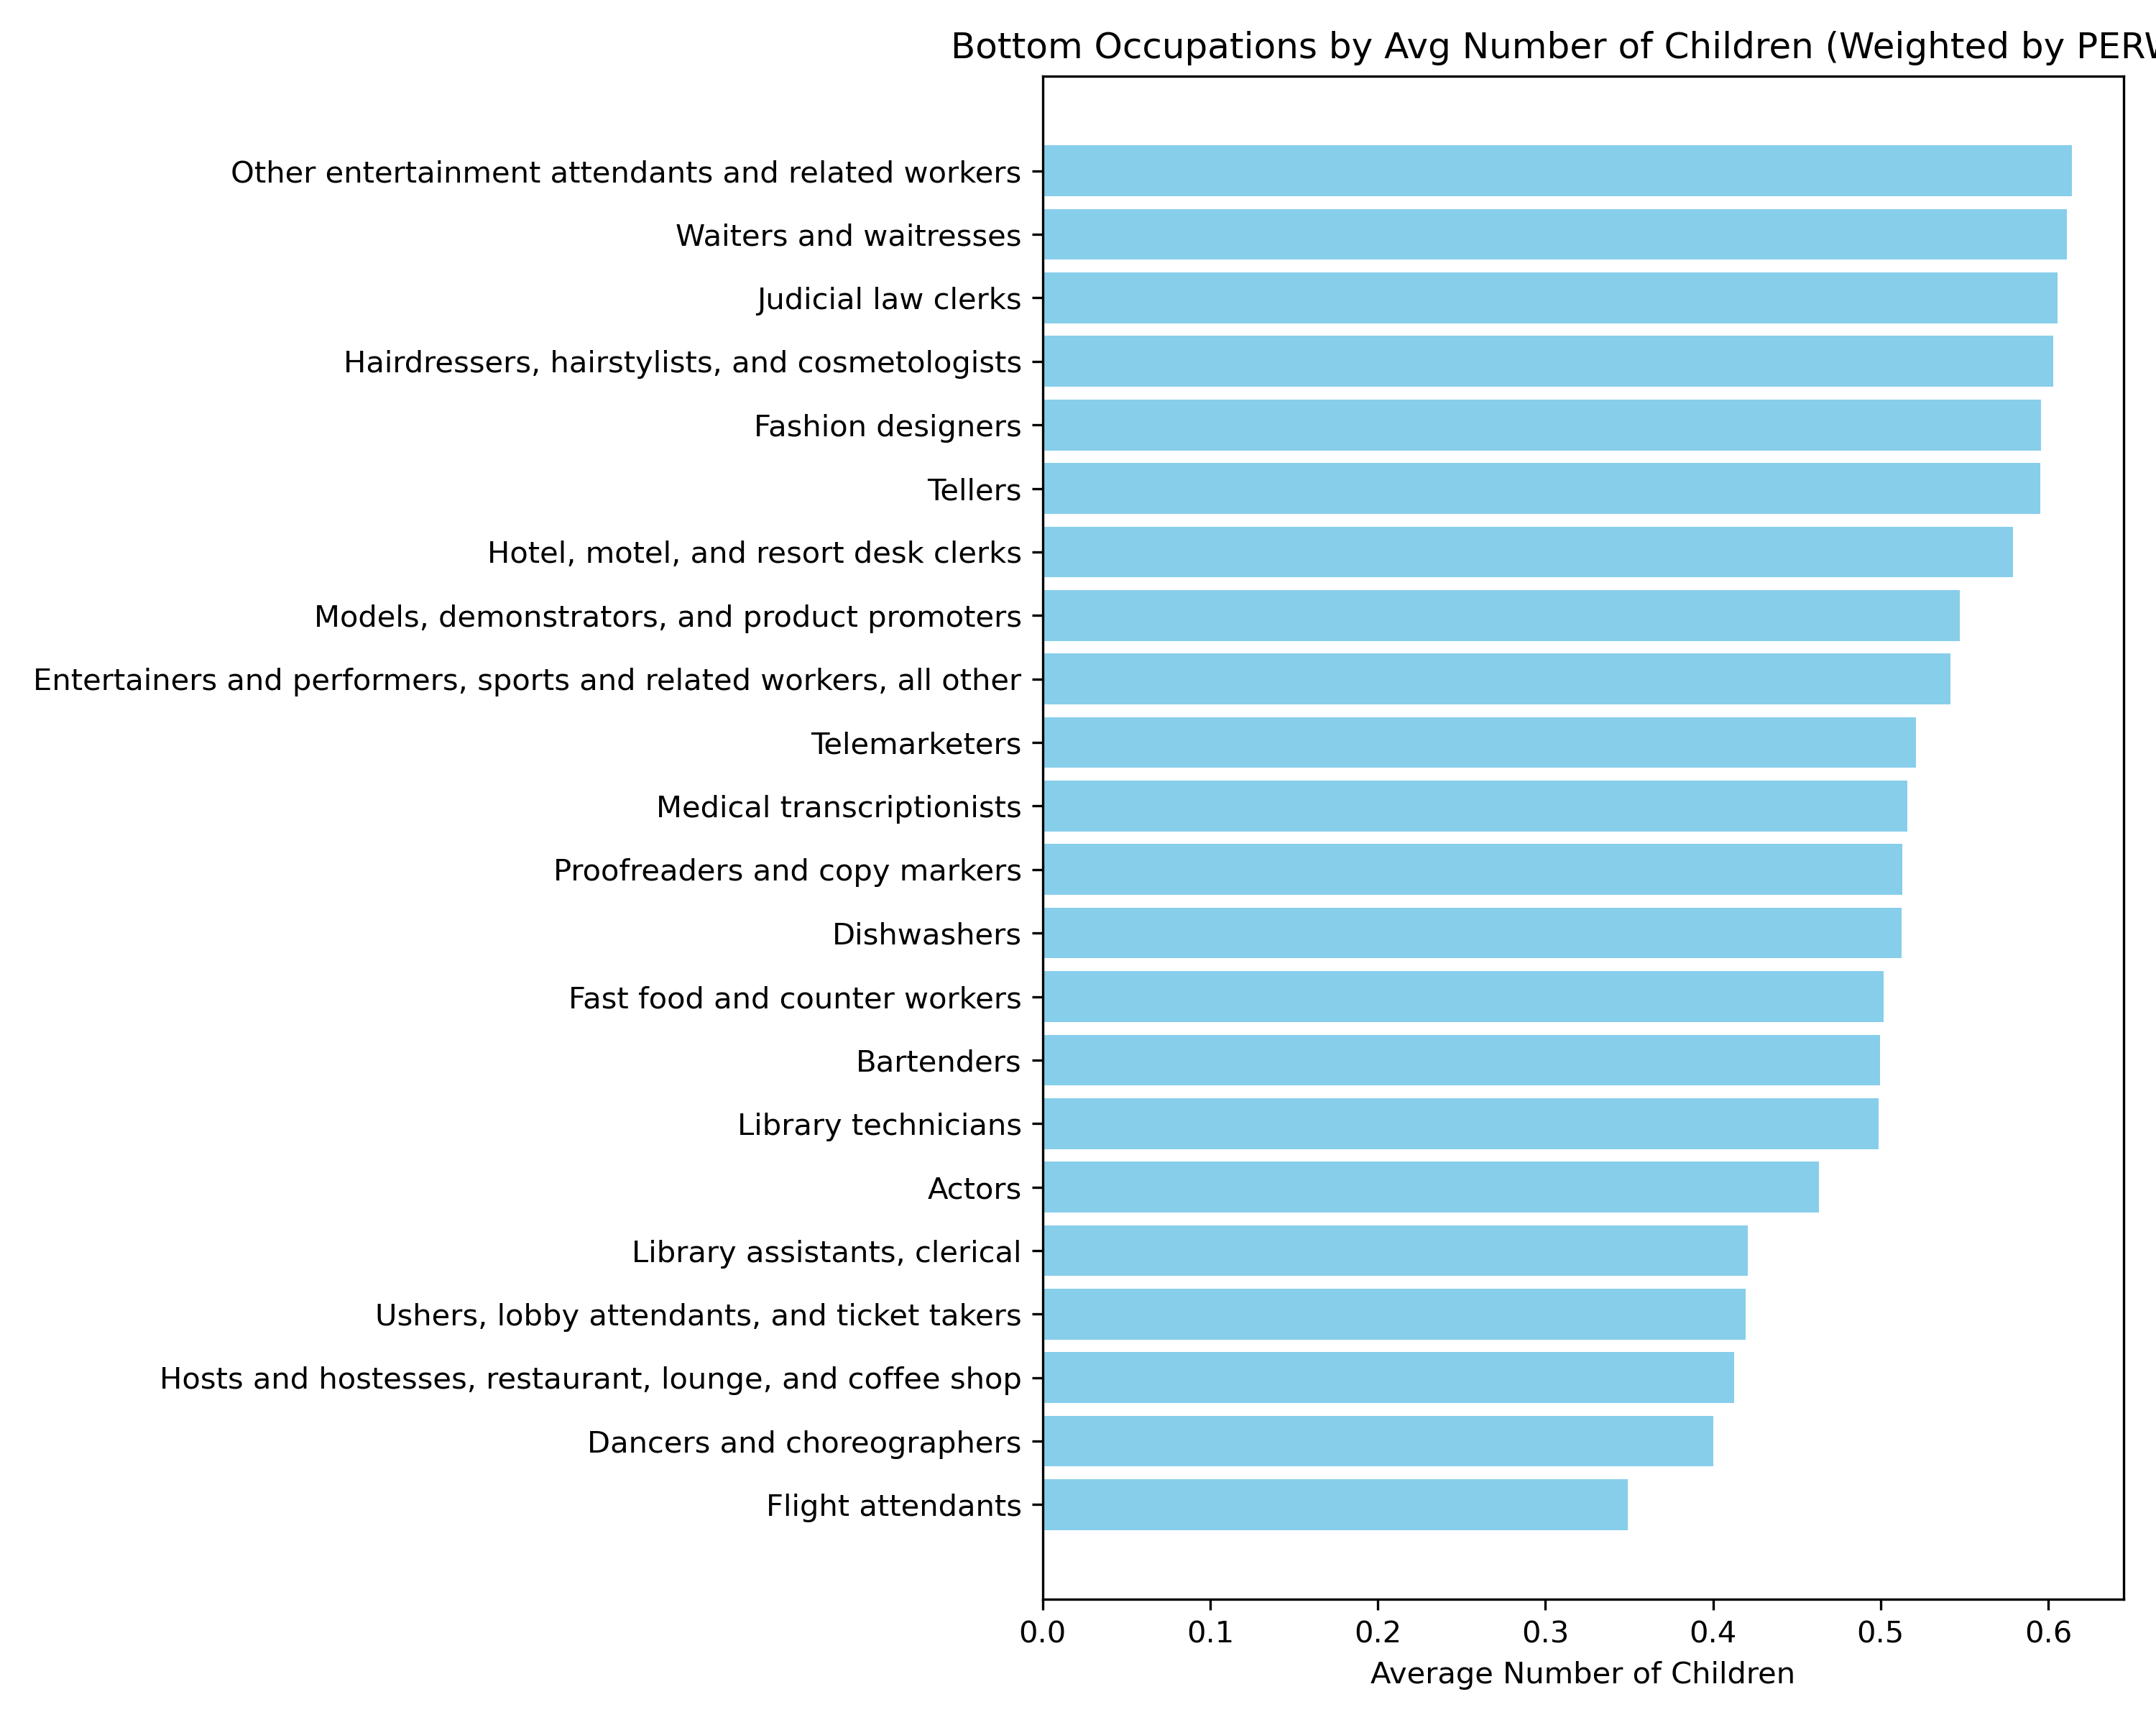 Bottom Occupations by Avg Number of Children (Weighted by
Other entertainment attendants and related workers
Waiters and waitresses
Judicial law clerks
Hairdressers, hairstylists, and cosmetologists
Fashion designers
Tellers
Hotel, motel, and resort desk clerks
Models, demonstrators, and product promoters
Entertainers and performers, sports and related workers, all other
Telemarketers
Medical transcriptionists
Proofreaders and copy markers
Dishwashers
Fast food and counter workers
Bartenders
Library technicians
Actors
Library assistants, clerical
Ushers, lobby attendants, and ticket takers
Hosts and hostesses, restaurant, lounge, and coffee shop
Dancers and choreographers
Flight attendants
0.0 0.1 0.2 0.3 0.4 0.5 0.6
Average Number of Children